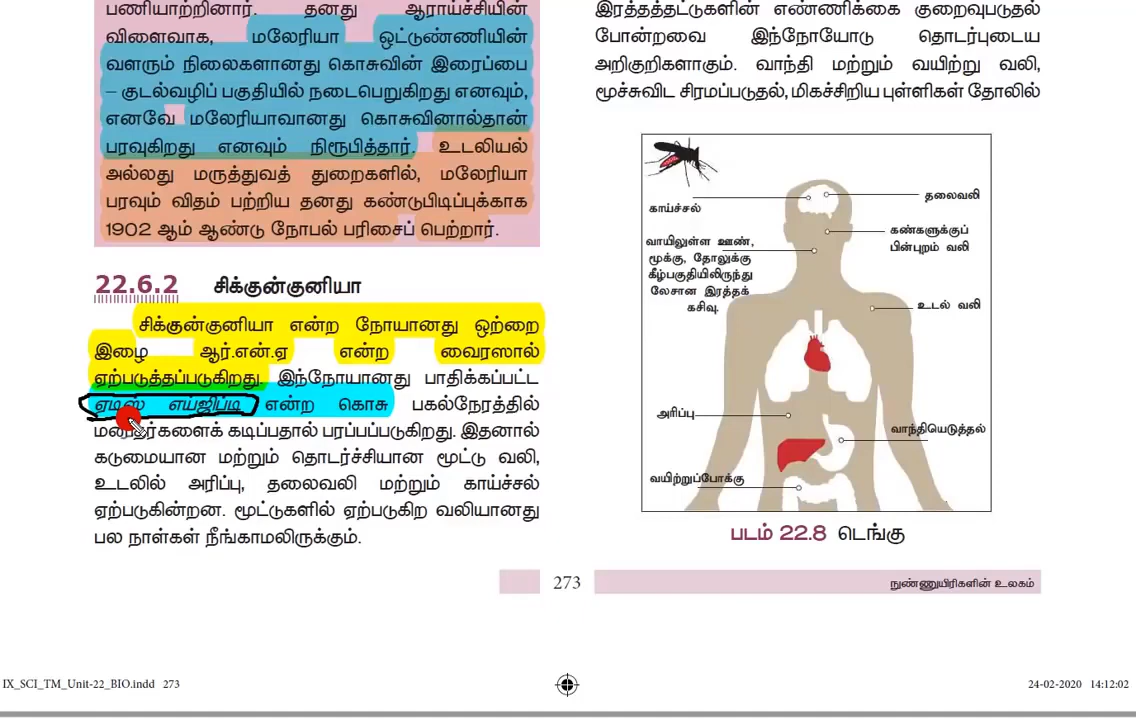 பணியாற்றினார். தனது ஆராய்ச்சியின்
விளைவாக, மலேரியா ஒட்டுண்ணியின்
வளரும் நிலைகளானது கொசுவின் இரைப்பை
– குடல்வழிப் பகுதியில் நடைபெறுகிறது எனவும்,
எனவே மலேரியாவானது கொசுவினால்தான்
பரவுகிறது எனவும் நிரூபித்தார். உடலியல்
அல்லது மருத்துவத் துறைகளில், மலேரியா
பரவும் விதம் பற்றிய தனது கண்டுபிடிப்புக்காக
1902 ஆம் ஆண்டு நோபல் பரிசைப் பெற்றார்.
22.6.2 சிக்குன்குனியா
சிக்குன்குனியா என்ற நோயானது ஒற்றை
இழை ஆர்.என்.ஏ என்ற வைரஸால்
ஏற்படுத்தப்படுகிறது. இந்நோயானது பாதிக்கப்பட்ட
ஏடிஸ் எய்ஜிப்டி என்ற கொசு பகல்நேரத்தில்
மனிதர்களைக் கடிப்பதால் பரப்பப்படுகிறது. இதனால்
கடுமையான மற்றும் தொடர்ச்சியான மூட்டு வலி,
உடலில் அரிப்பு, தலைவலி மற்றும் காய்ச்சல்
ஏற்படுகின்றன. மூட்டுகளில் ஏற்படுகிற வலியானது
பல நாள்கள் நீங்காமலிருக்கும்.
இரத்தத்தட்டுகளின் எண்ணிக்கை குறைவுபடுதல்
போன்றவை இந்நோயோடு தொடர்புடைய
அறிகுறிகளாகும். வாந்தி மற்றும் வயிற்று வலி,
மூச்சுவிட சிரமப்படுதல், மிகச்சிறிய புள்ளிகள் தோலில்
காய்ச்சல்
தலைவலி
கண்களுக்குப்
பின்புறம் வலி
வாயிலுள்ள ஊண்,
மூக்கு, தோலுக்கு
கீழ்பகுதியிலிருந்து
லேசான இரத்தக்
கசிவு.
உடல் வலி
அரிப்பு
வாந்தியெடுத்தல்
வயிற்றுப்போக்கு
படம் 22.8 டெங்கு
273
நுண்ணுயிரிகளின் உலகம்
IX_SCI_TM_Unit-22_BIO.indd 273
24-02-2020 14:12:02